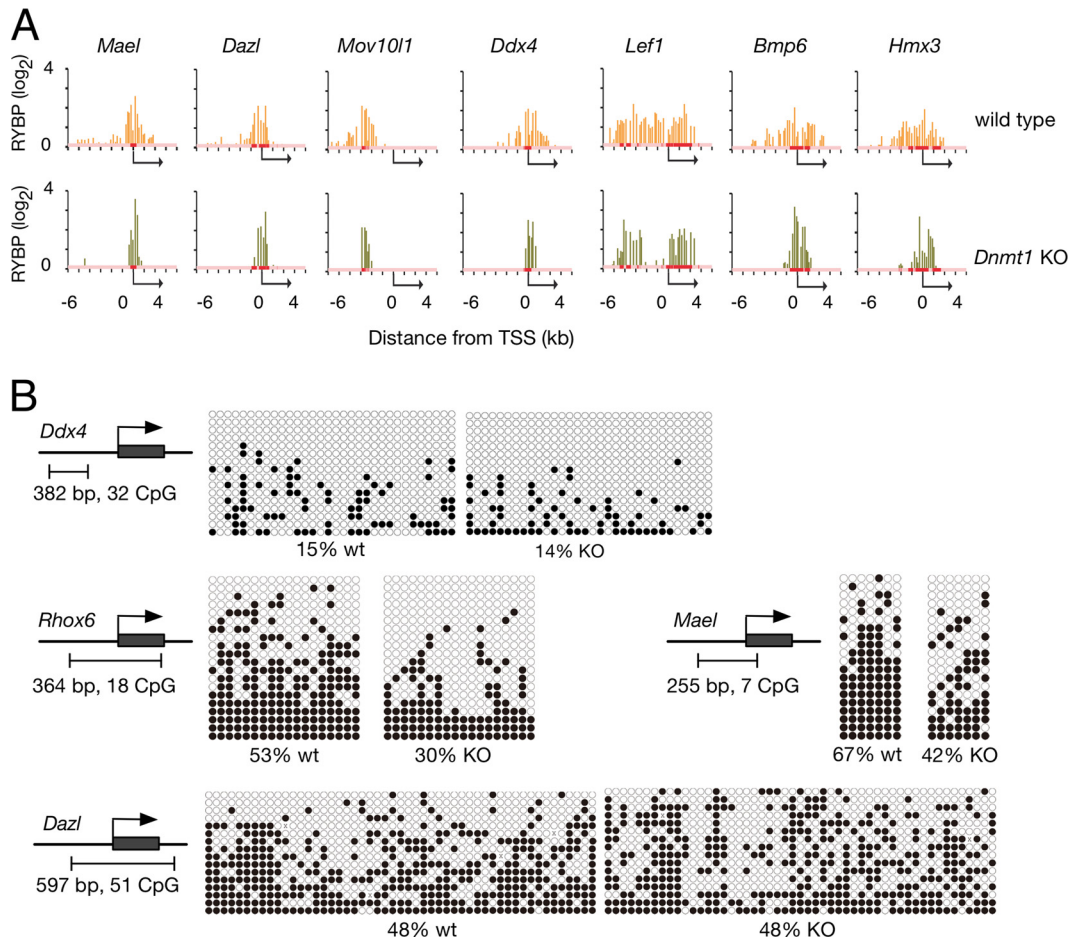 A
Mael Dazl Mov10l1 Ddx4 Lef1 Bmp6 Hmx3
RYBP (log2)
4
0
wild type
RYBP (log2)
4
0
Dnmt1 KO
-6 0 4 -6 0 4 -6 0 4 -6 0 4 -6 0 4 -6 0 4 -6 0 4
Distance from TSS (kb)
B
Ddx4
382 bp, 32 CpG
15% wt 14% KO
Rhox6
364 bp, 18 CpG
53% wt 30% KO
Mael
255 bp, 7 CpG
67% wt 42% KO
Dazl
597 bp, 51 CpG
48% wt 48% KO